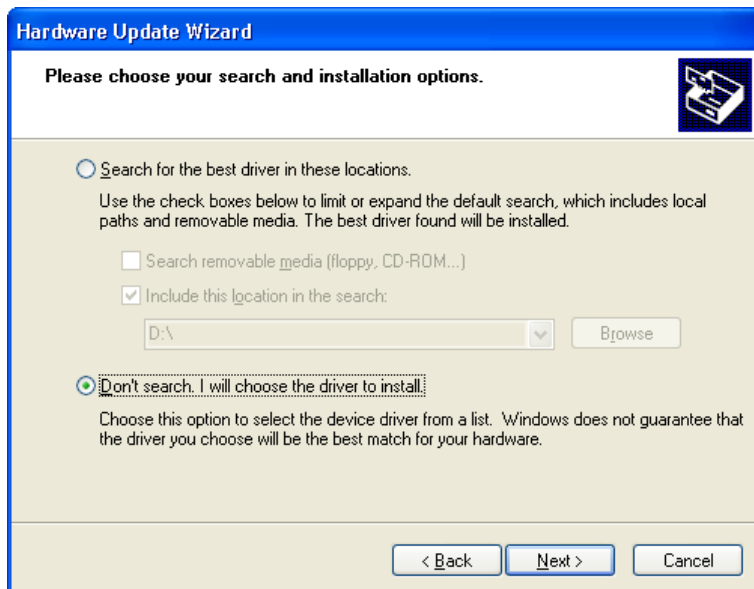 Hardware Update Wizard
Please choose your search and installation options.
Search for the best driver in these locations.
Use the check boxes below to limit or expand the default search, which includes local
paths and removable media. The best driver found will be installed.
Search removable media (floppy, CD-ROM...)
Include this location in the search:
D:\
Browse
Don't search. I will choose the driver to install.
Choose this option to select the device driver from a list. Windows does not guarantee that
the driver you choose will be the best match for your hardware.
< Back Next > Cancel